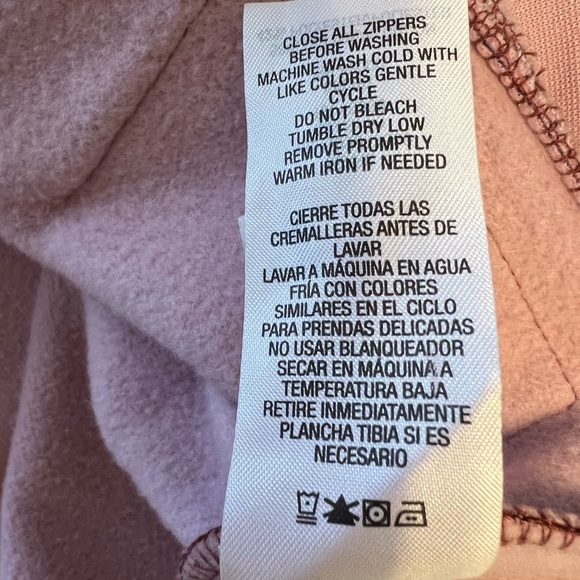 CLOSE ALL ZIPPERS
BEFORE WASHING
MACHINE WASH COLD WITH
LIKE COLORS GENTLE
CYCLE
DO NOT BLEACH
TUMBLE DRY LOW
REMOVE PROMPTLY
WARM IRON IF NEEDED
CIERRE TODAS LAS
CREMALLERAS ANTES DE
LAVAR
LAVAR A MÁQUINA EN AGUA
FRÍA CON COLORES
SIMILARES EN EL CICLO
PARA PRENDAS DELICADAS
NO USAR BLANQUEADOR
SECAR EN MÁQUINA A
TEMPERATURA BAJA
RETIRE INMEDIATAMENTE
PLANCHA TIBIA SI ES
NECESARIO